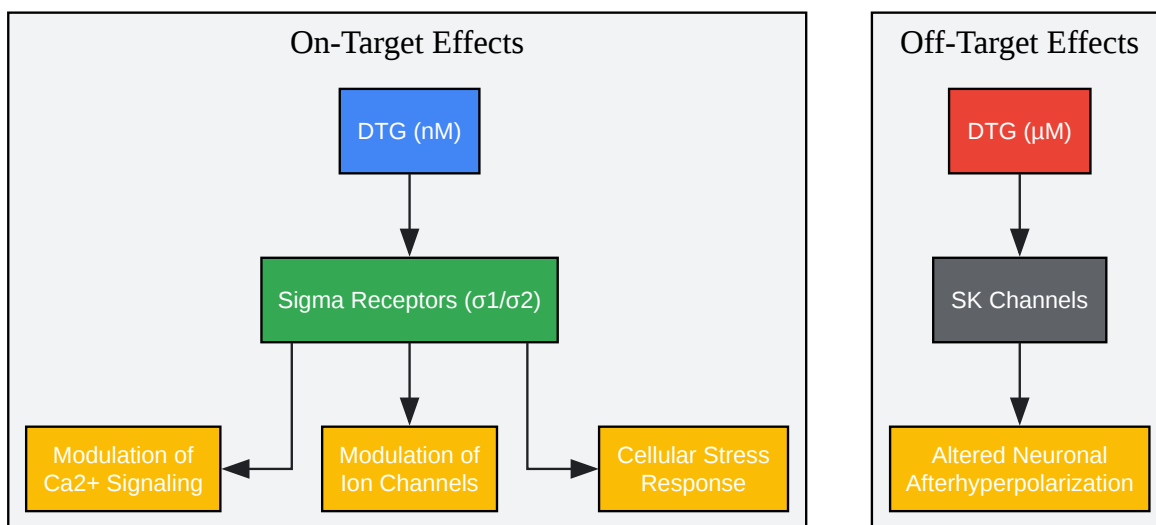 On-Target Effects
DTG (nM)
Sigma Receptors (σ1/σ2)
Modulation of
Ca2+ Signaling
Modulation of
Ion Channels
Cellular Stress
Response
Off-Target Effects
DTG (µM)
SK Channels
Altered Neuronal
Afterhyperpolarization